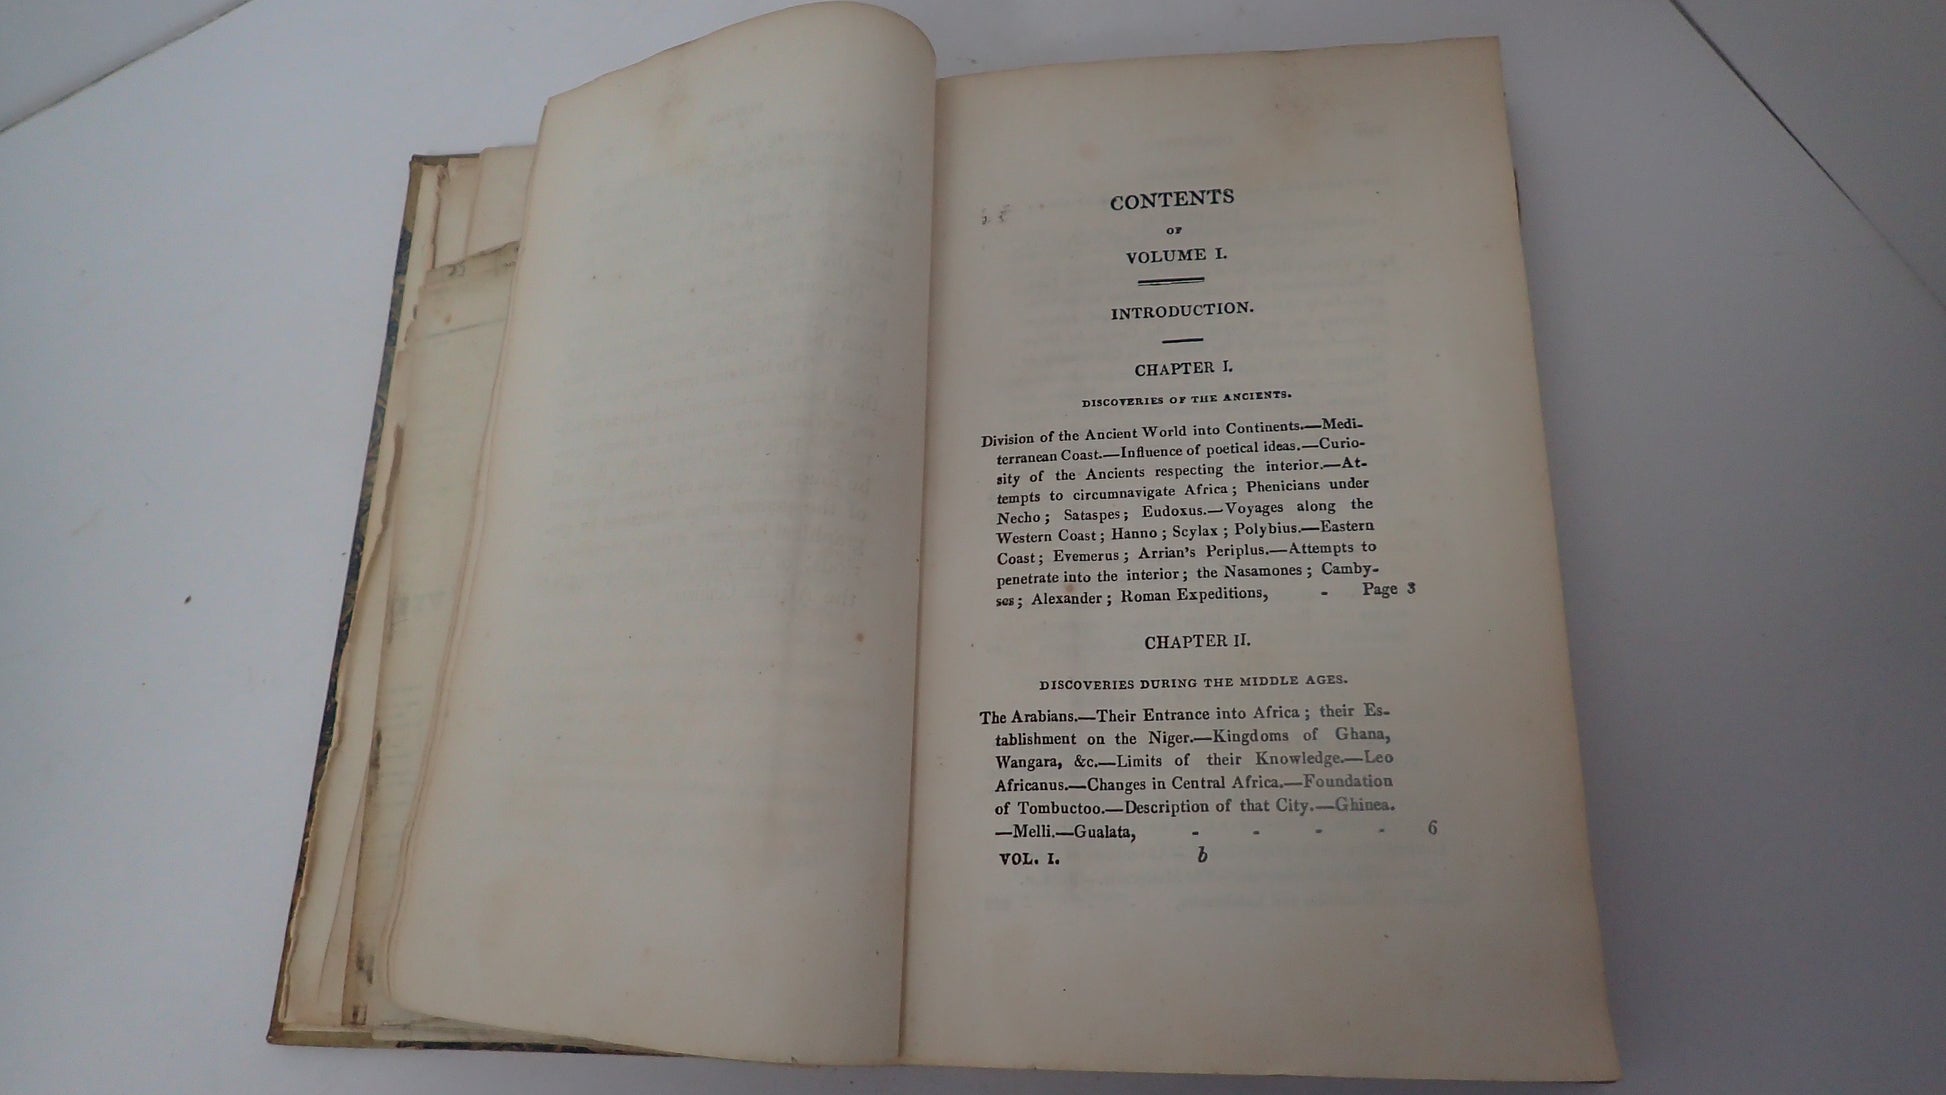 CONTENTS
OF
VOLUME I.
INTRODUCTION.
CHAPTER I.
DISCOVERIES OF THE ANCIENTS.
Division of the Ancient World into Continents.—Medi-
terranean Coast.—Influence of poetical ideas.—Curio-
sity of the Ancients respecting the interior.—At-
tempts to circumnavigate Africa; Phenicians under
Necho; Sataspes; Eudoxus.—Voyages along the
Western Coast; Hanno; Scylax; Polybius.—Eastern
Coast; Evemerus; Arrian's Periplus.—Attempts to
penetrate into the interior; the Nasamones; Camby-
ses; Alexander; Roman Expeditions, - Page 3
CHAPTER II.
DISCOVERIES DURING THE MIDDLE AGES.
The Arabians.—Their Entrance into Africa; their Es-
tablishment on the Niger.—Kingdoms of Ghana,
Wangara, &c.—Limits of their Knowledge.—Leo
Africanus.—Changes in Central Africa.—Foundation
of Tombuctoo.—Description of that City.—Ghinea.
—Melli.—Gualata, - - - - 6
VOL. I. b